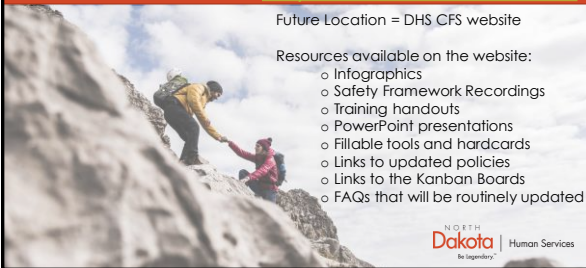 Future Location = DHS CFS website
Resources available on the website:
o Infographics
o Safety Framework Recordings
o Training handouts
o PowerPoint presentations
o Fillable tools and hardcards
o Links to updated policies
o Links to the Kanban Boards
o FAQs that will be routinely updated
NORTH
Dakota | Human Services
Be Legendary.™